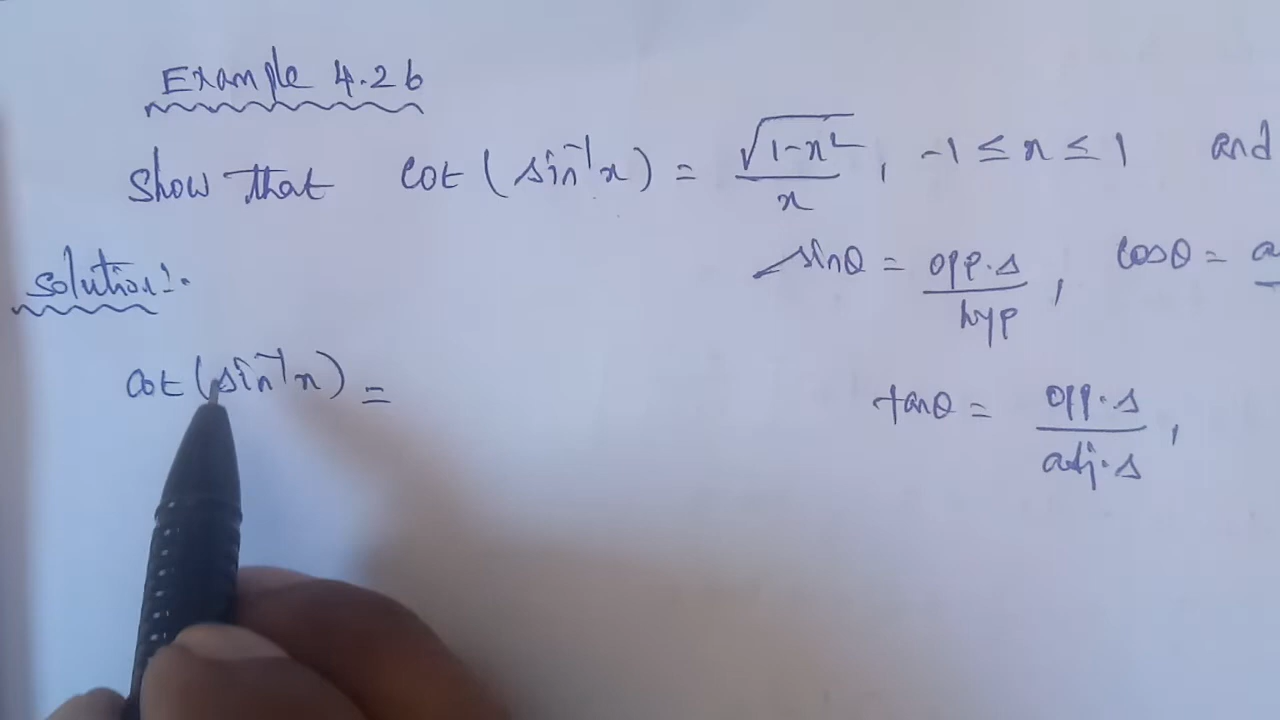 Example 4.26
Show that cot(sin⁻¹x) = √(1-x²)/x, -1 ≤ x ≤ 1 and
Solution:-
sinθ = opp.s/hyp, cosθ = a
cot(sin⁻¹x) =
tanθ = opp.s/adj.s,